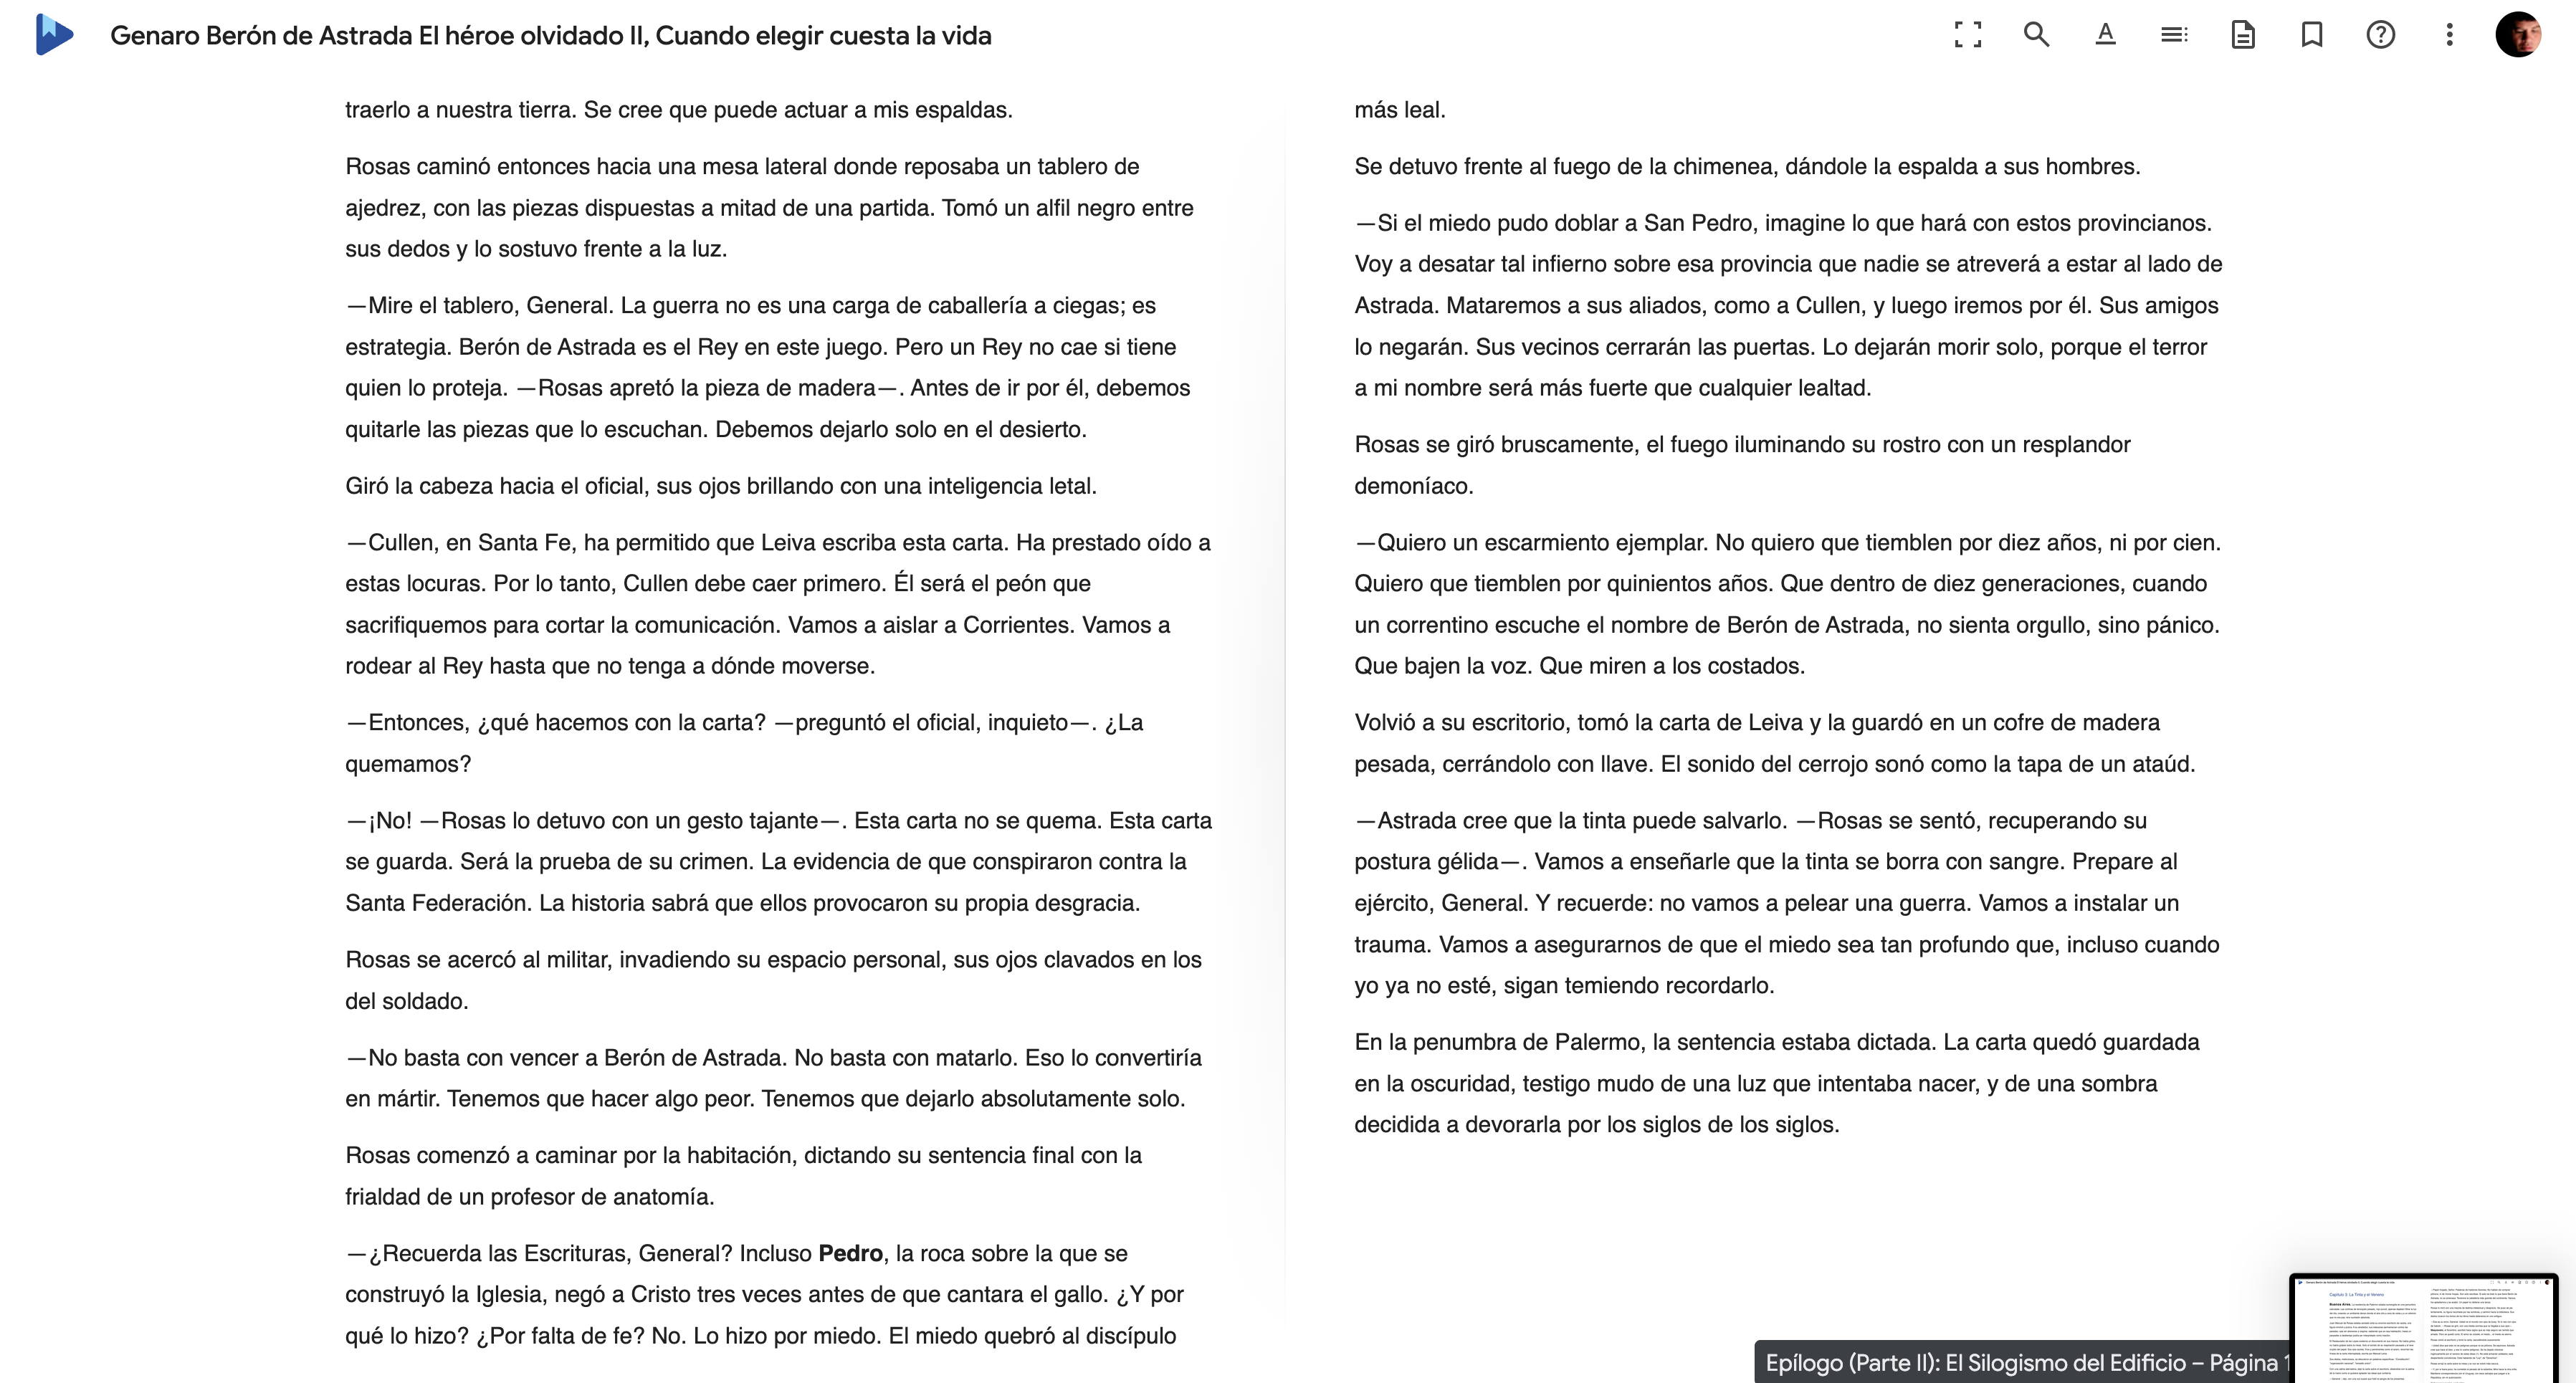 Genaro Berón de Astrada El héroe olvidado II, Cuando elegir cuesta la vida
traerlo a nuestra tierra. Se cree que puede actuar a mis espaldas.
Rosas caminó entonces hacia una mesa lateral donde reposaba un tablero de
ajedrez, con las piezas dispuestas a mitad de una partida. Tomó un alfil negro entre
sus dedos y lo sostuvo frente a la luz.
—Mire el tablero, General. La guerra no es una carga de caballería a ciegas; es
estrategia. Berón de Astrada es el Rey en este juego. Pero un Rey no cae si tiene
quien lo proteja. —Rosas apretó la pieza de madera—. Antes de ir por él, debemos
quitarle las piezas que lo escuchan. Debemos dejarlo solo en el desierto.
Giró la cabeza hacia el oficial, sus ojos brillando con una inteligencia letal.
—Cullen, en Santa Fe, ha permitido que Leiva escriba esta carta. Ha prestado oído a
estas locuras. Por lo tanto, Cullen debe caer primero. Él será el peón que
sacrifiquemos para cortar la comunicación. Vamos a aislar a Corrientes. Vamos a
rodear al Rey hasta que no tenga a dónde moverse.
—Entonces, ¿qué hacemos con la carta? —preguntó el oficial, inquieto—. ¿La
quemamos?
—¡No! —Rosas lo detuvo con un gesto tajante—. Esta carta no se quema. Esta carta
se guarda. Será la prueba de su crimen. La evidencia de que conspiraron contra la
Santa Federación. La historia sabrá que ellos provocaron su propia desgracia.
Rosas se acercó al militar, invadiendo su espacio personal, sus ojos clavados en los
del soldado.
—No basta con vencer a Berón de Astrada. No basta con matarlo. Eso lo convertiría
en mártir. Tenemos que hacer algo peor. Tenemos que dejarlo absolutamente solo.
Rosas comenzó a caminar por la habitación, dictando su sentencia final con la
frialdad de un profesor de anatomía.
—¿Recuerda las Escrituras, General? Incluso Pedro, la roca sobre la que se
construyó la Iglesia, negó a Cristo tres veces antes de que cantara el gallo. ¿Y por
qué lo hizo? ¿Por falta de fe? No. Lo hizo por miedo. El miedo quebró al discípulo
más leal.
Se detuvo frente al fuego de la chimenea, dándole la espalda a sus hombres.
—Si el miedo pudo doblar a San Pedro, imagine lo que hará con estos provincianos.
Voy a desatar tal infierno sobre esa provincia que nadie se atreverá a estar al lado de
Astrada. Mataremos a sus aliados, como a Cullen, y luego iremos por él. Sus amigos
lo negarán. Sus vecinos cerrarán las puertas. Lo dejarán morir solo, porque el terror
a mi nombre será más fuerte que cualquier lealtad.
Rosas se giró bruscamente, el fuego iluminando su rostro con un resplandor
demoníaco.
—Quiero un escarmiento ejemplar. No quiero que tiemblen por diez años, ni por cien.
Quiero que tiemblen por quinientos años. Que dentro de diez generaciones, cuando
un correntino escuche el nombre de Berón de Astrada, no sienta orgullo, sino pánico.
Que bajen la voz. Que miren a los costados.
Volvió a su escritorio, tomó la carta de Leiva y la guardó en un cofre de madera
pesada, cerrándolo con llave. El sonido del cerrojo sonó como la tapa de un ataúd.
—Astrada cree que la tinta puede salvarlo. —Rosas se sentó, recuperando su
postura gélida—. Vamos a enseñarle que la tinta se borra con sangre. Prepare al
ejército, General. Y recuerde: no vamos a pelear una guerra. Vamos a instalar un
trauma. Vamos a asegurarnos de que el miedo sea tan profundo que, incluso cuando
yo ya no esté, sigan temiendo recordarlo.
En la penumbra de Palermo, la sentencia estaba dictada. La carta quedó guardada
en la oscuridad, testigo mudo de una luz que intentaba nacer, y de una sombra
decidida a devorarla por los siglos de los siglos.
Epílogo (Parte II): El Silogismo del Edificio – Página 1